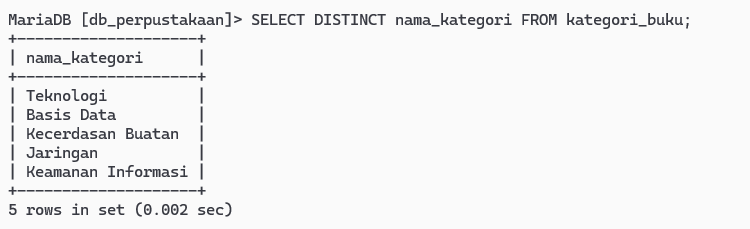 MariaDB [db_perpustakaan]> SELECT DISTINCT nama_kategori FROM kategori_buku;
+--------------------+
| nama_kategori      |
+--------------------+
| Teknologi          |
| Basis Data         |
| Kecerdasan Buatan  |
| Jaringan           |
| Keamanan Informasi |
+--------------------+
5 rows in set (0.002 sec)